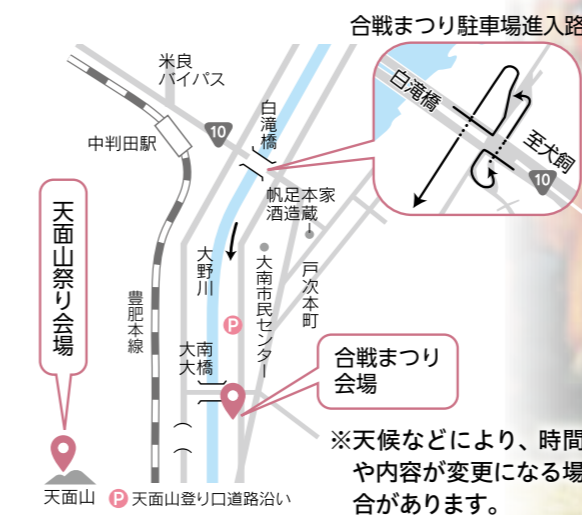 合戦まつり駐車場進入路
白滝橋
至犬飼
10
米良
バイパス
10
中判田駅
白滝橋
帆足本家
酒造蔵
天面山祭り会場
大野川
大南市民センター
戸次本町
豊肥本線
P
大南
大橋
合戦まつり
会場
※天候などにより、時間
や内容が変更になる場
合があります。
天面山
P 天面山登り口道路沿い